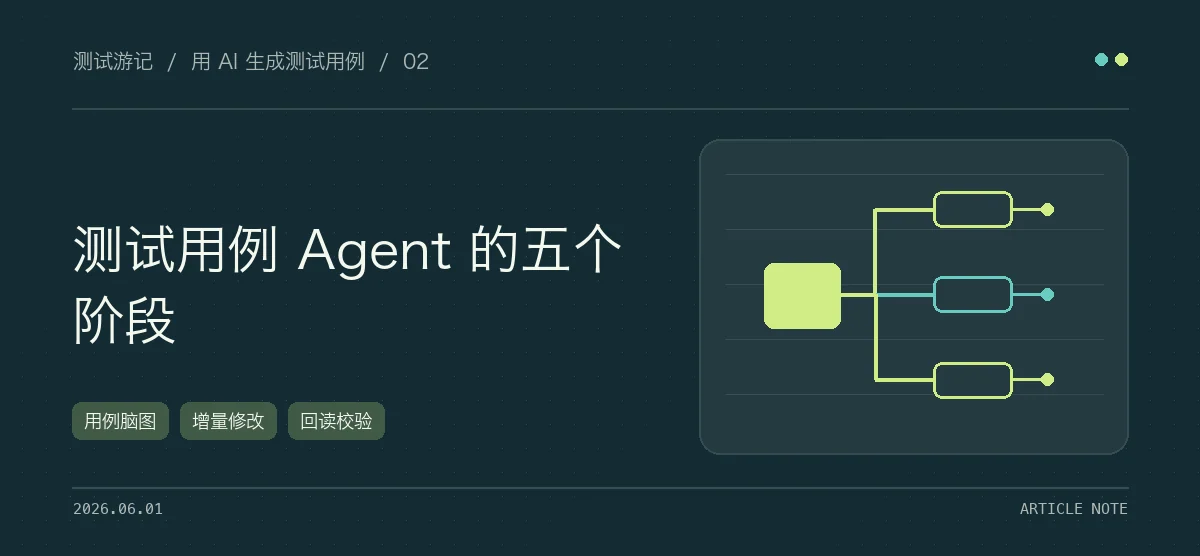 测试游记 / 用 AI 生成测试用例 / 02
测试用例 Agent 的五个
阶段
用例脑图 增量修改 回读校验
2026.06.01
ARTICLE NOTE